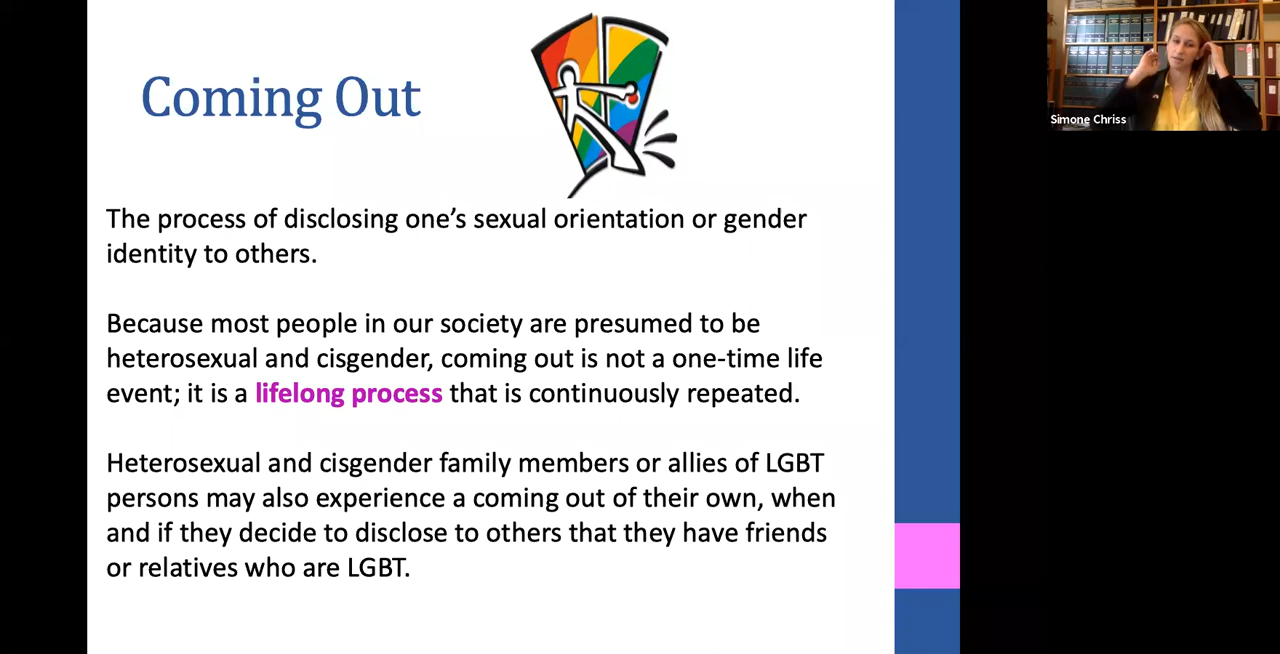 Coming Out
Simone Chriss
The process of disclosing one’s sexual orientation or gender
identity to others.
Because most people in our society are presumed to be
heterosexual and cisgender, coming out is not a one-time life
event; it is a lifelong process that is continuously repeated.
Heterosexual and cisgender family members or allies of LGBT
persons may also experience a coming out of their own, when
and if they decide to disclose to others that they have friends
or relatives who are LGBT.